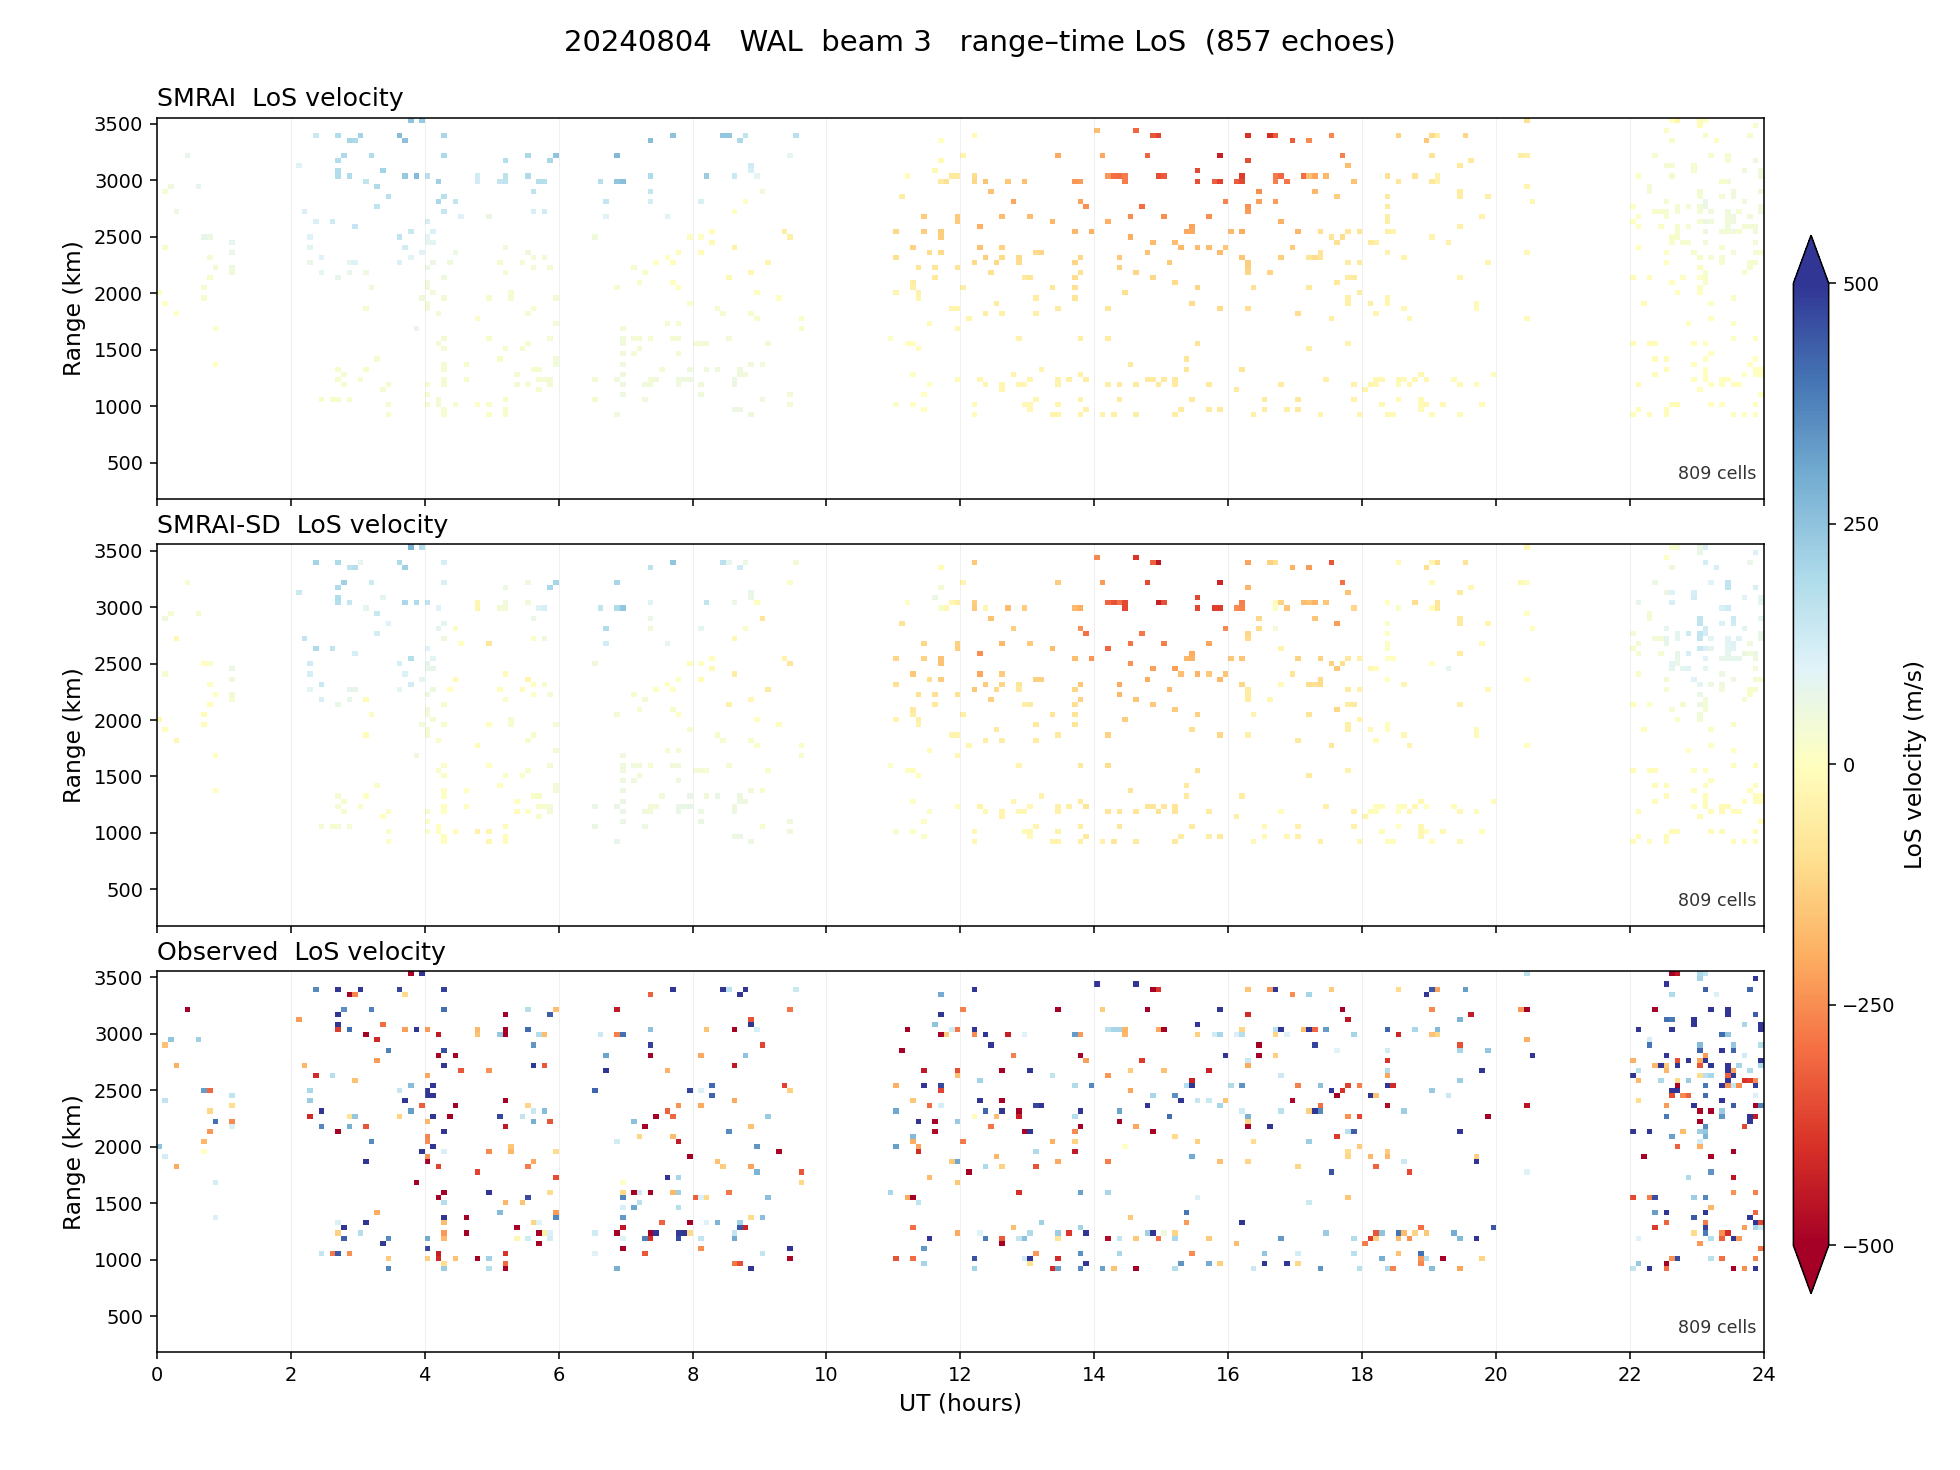 20240804   WAL  beam 3   range–time LoS  (857 echoes)
SMRAI  LoS velocity
3500
3000
2500
2000
1500
1000
500
Range (km)
809 cells
SMRAI-SD  LoS velocity
3500
3000
2500
2000
1500
1000
500
Range (km)
809 cells
Observed  LoS velocity
3500
3000
2500
2000
1500
1000
500
Range (km)
809 cells
0 2 4 6 8 10 12 14 16 18 20 22 24
UT (hours)
500
250
0
−250
−500
LoS velocity (m/s)